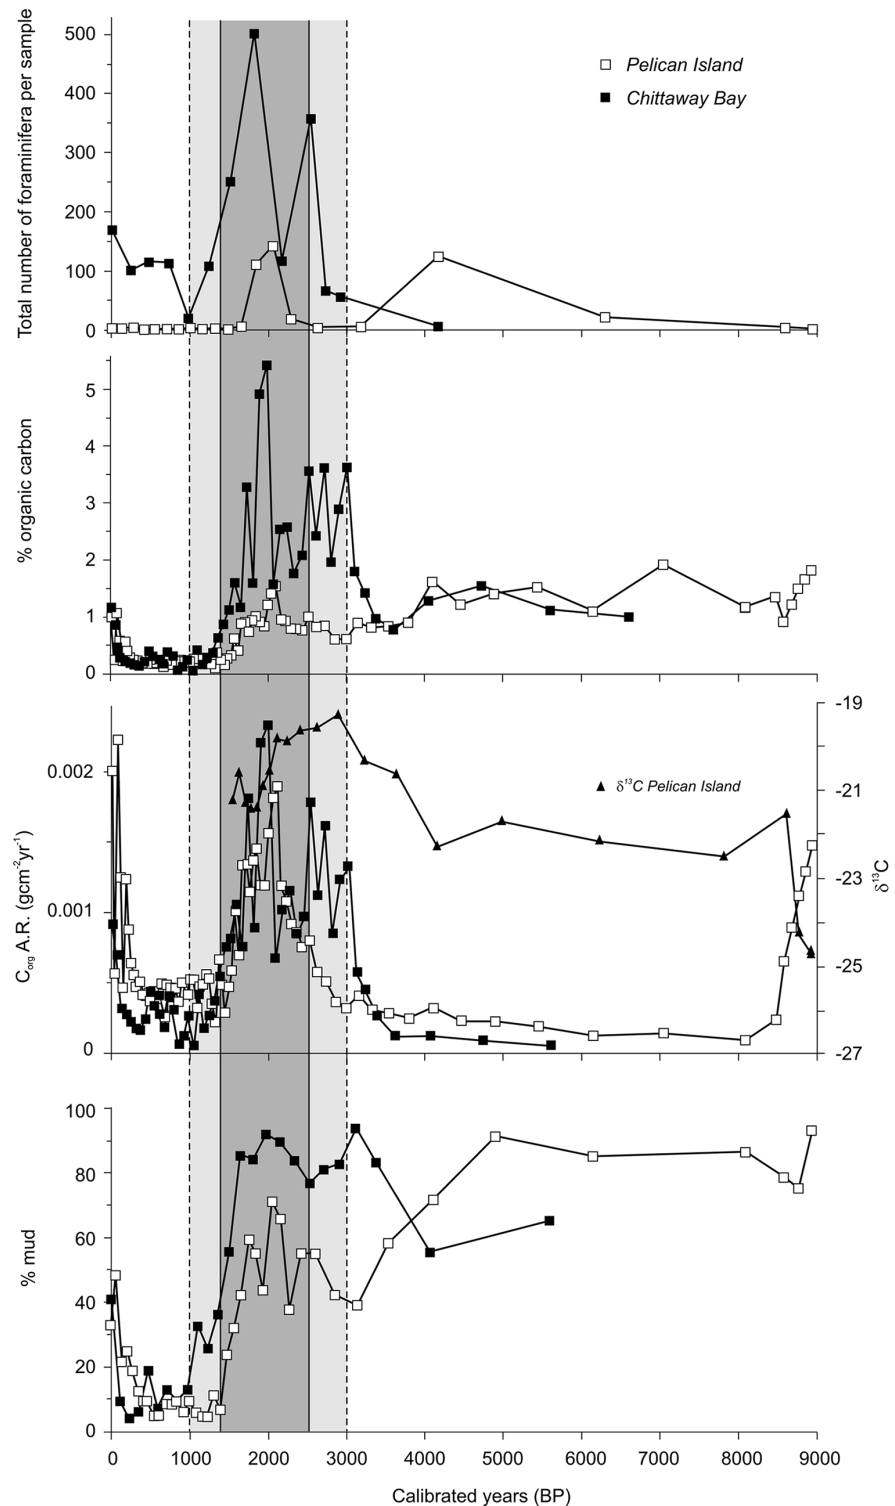 Total number of foraminifera per sample
500
400
300
200
100
0
Pelican Island
Chittaway Bay
% organic carbon
5
4
3
2
1
0
C_org A.R. (gcm⁻²yr⁻¹)
0.002
0.001
0
δ¹³C Pelican Island
-19
-21
-23
-25
-27
δ¹³C
% mud
100
80
60
40
20
0
0 1000 2000 3000 4000 5000 6000 7000 8000 9000
Calibrated years (BP)